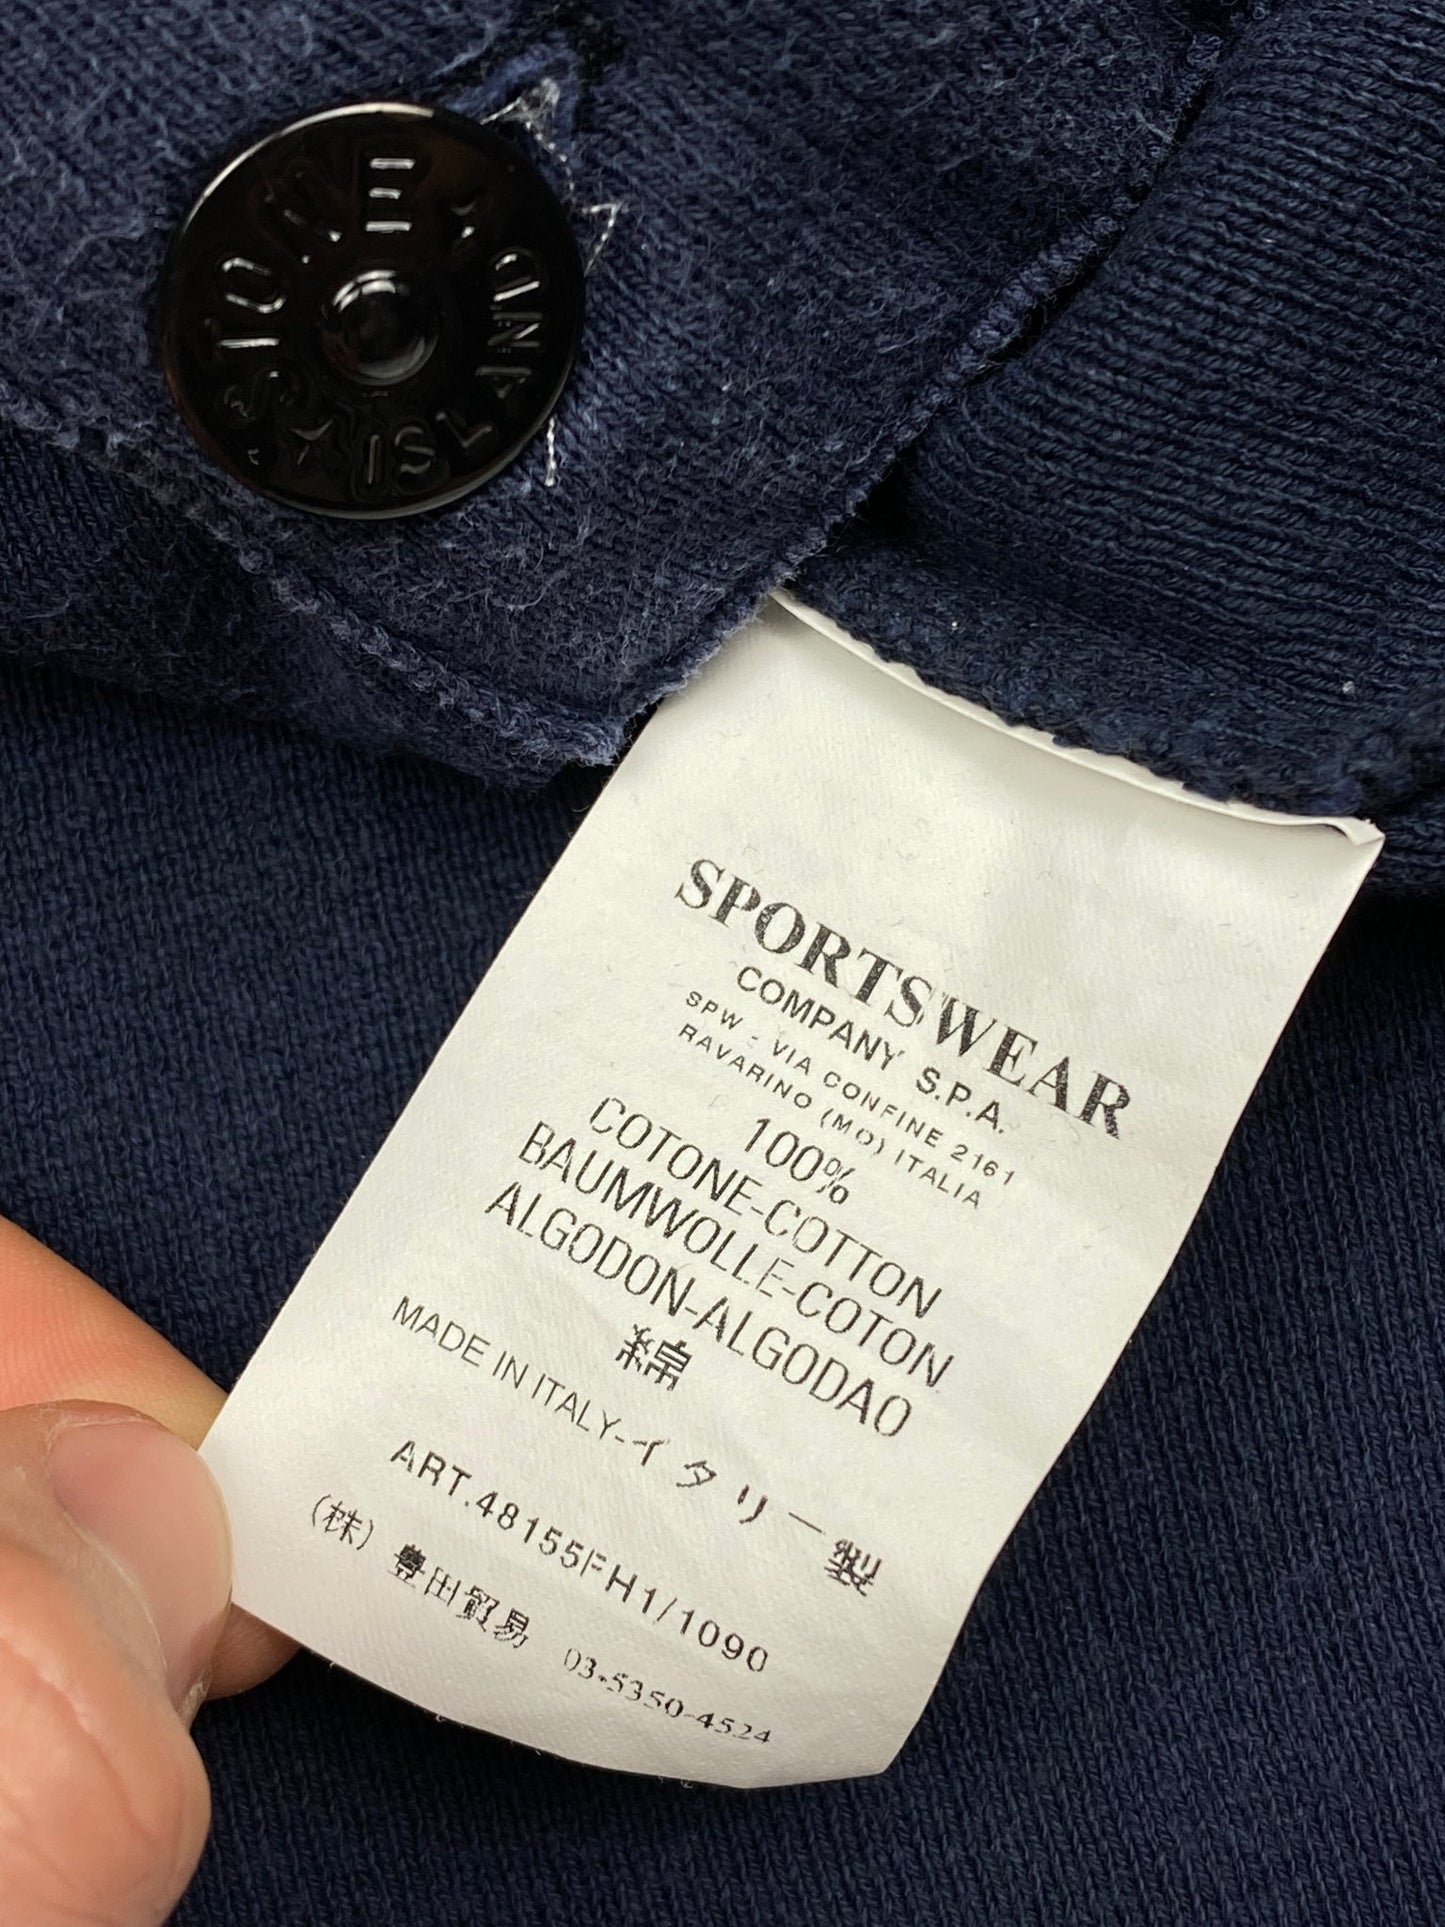 STONE ISLAND
SPORTSWEAR
COMPANY S.P.A.
SPW - VIA CONFINE 2161
RAVARINO (MO) ITALIA
100%
COTONE-COTTON
BAUMWOLLE-COTON
ALGODON-ALGODAO
綿
MADE IN ITALY-イタリー製
ART.48155FH1/1090
(株) 豊田貿易 03-5350-4524